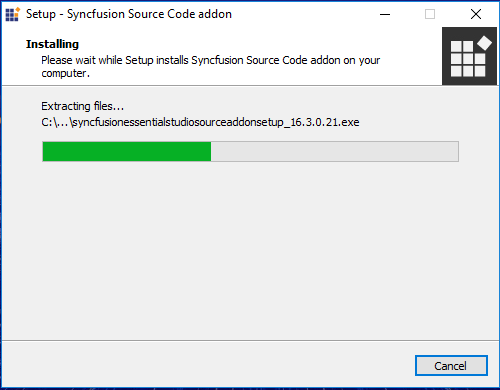 Setup - Syncfusion Source Code addon
Installing
Please wait while Setup installs Syncfusion Source Code addon on your
computer.
Extracting files...
C:\...\syncfusionessentialstudiosourceaddonsetup_16.3.0.21.exe
Cancel